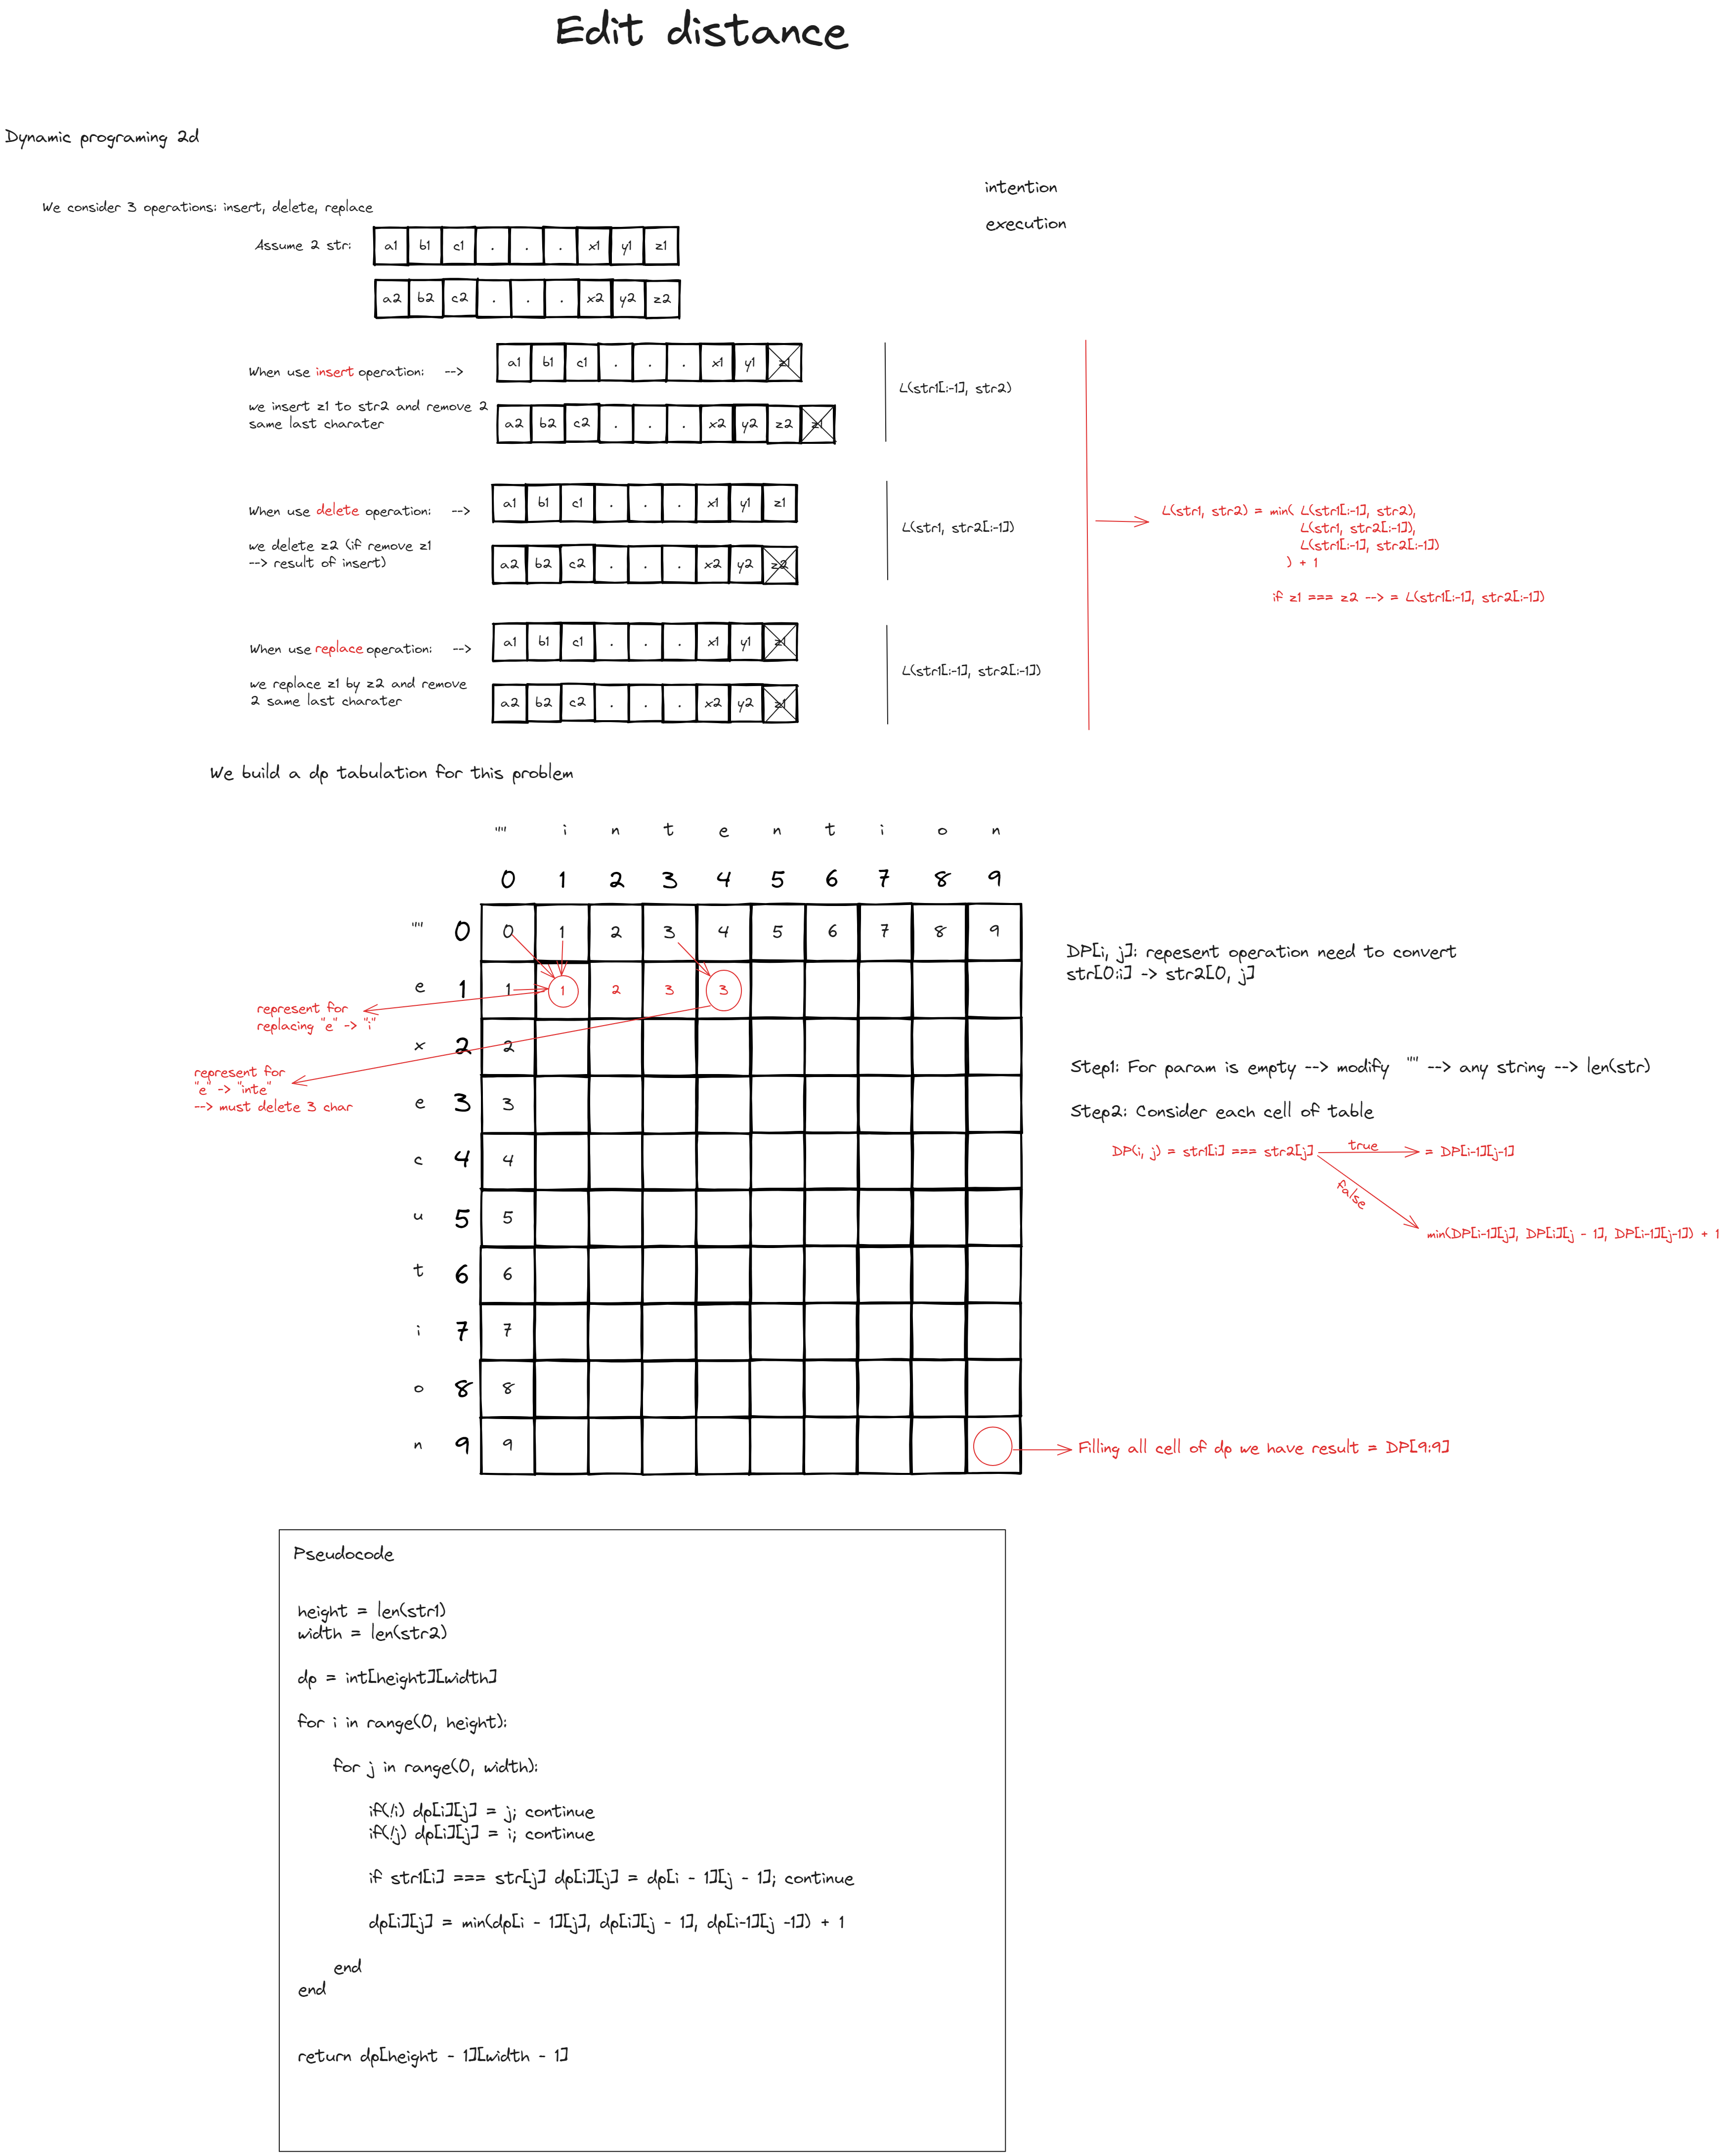 Edit distance
Dynamic programing 2d
intention
execution
We consider 3 operations: insert, delete, replace
Assume 2 str:
a1 b1 c1 . . . x1 y1 z1
a2 b2 c2 . . . x2 y2 z2
When use insert operation: -->
we insert z1 to str2 and remove 2
same last charater
a1 b1 c1 . . . x1 y1 z1
a2 b2 c2 . . . x2 y2 z2 z1
L(str1[:-1], str2)
When use delete operation: -->
we delete z2 (if remove z1
--> result of insert)
a1 b1 c1 . . . x1 y1 z1
a2 b2 c2 . . . x2 y2 z2
L(str1, str2[:-1])
When use replace operation: -->
we replace z1 by z2 and remove
2 same last charater
a1 b1 c1 . . . x1 y1 z1
a2 b2 c2 . . . x2 y2 z1
L(str1[:-1], str2[:-1])
L(str1, str2) = min( L(str1[:-1], str2),
L(str1, str2[:-1]),
L(str1[:-1], str2[:-1])
) + 1
if z1 === z2 --> = L(str1[:-1], str2[:-1])
We build a dp tabulation for this problem
"" i n t e n t i o n
0 1 2 3 4 5 6 7 8 9
"" 0 0 1 2 3 4 5 6 7 8 9
e 1 1 1 2 3 3
x 2 2
e 3 3
c 4 4
u 5 5
t 6 6
i 7 7
o 8 8
n 9 9
represent for
replacing "e" -> "i"
represent for
"e" -> "inte"
--> must delete 3 char
DP[i, j]: repesent operation need to convert
str[0:i] -> str2[0, j]
Step1: For param is empty --> modify "" --> any string --> len(str)
Step2: Consider each cell of table
DP(i, j) = str1[i] === str2[j]
true
= DP[i-1][j-1]
false
min(DP[i-1][j], DP[i][j - 1], DP[i-1][j-1]) + 1
Filling all cell of dp we have result = DP[9:9]
Pseudocode
height = len(str1)
width = len(str2)
dp = int[height][width]
for i in range(0, height):
for j in range(0, width):
if(!i) dp[i][j] = j; continue
if(!j) dp[i][j] = i; continue
if str1[i] === str[j] dp[i][j] = dp[i - 1][j - 1]; continue
dp[i][j] = min(dp[i - 1][j], dp[i][j - 1], dp[i-1][j -1]) + 1
end
end
return dp[height - 1][width - 1]